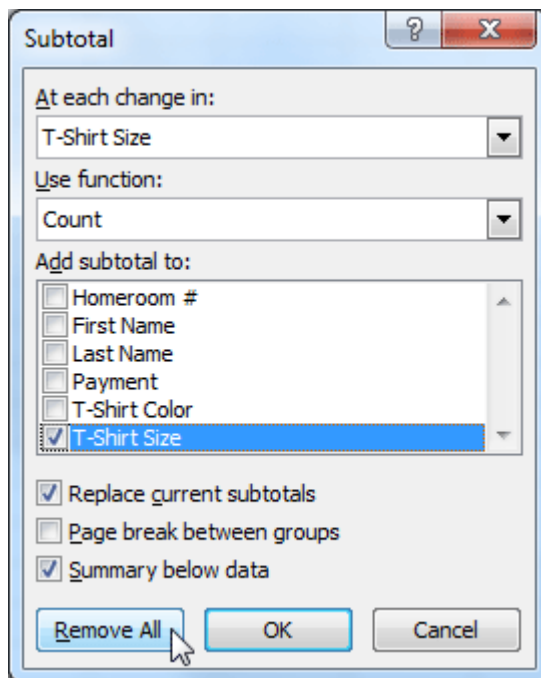 Subtotal
At each change in:
T-Shirt Size
Use function:
Count
Add subtotal to:
Homeroom #
First Name
Last Name
Payment
T-Shirt Color
T-Shirt Size
Replace current subtotals
Page break between groups
Summary below data
Remove All
OK
Cancel